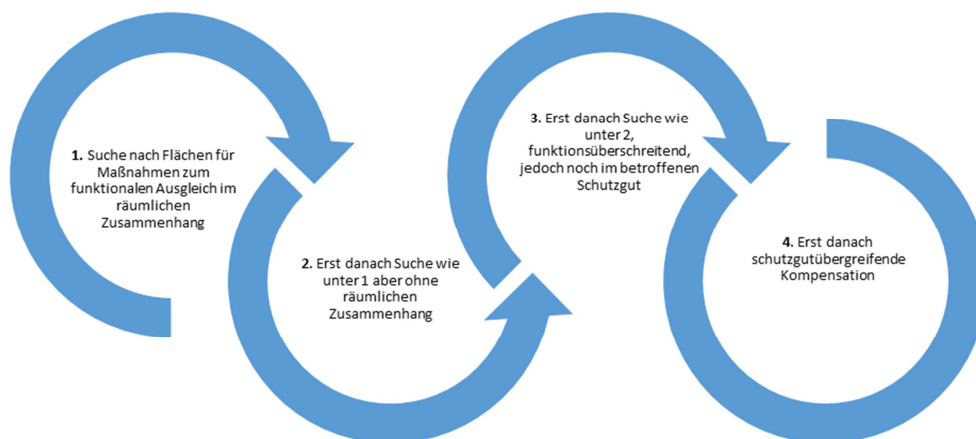 1. Suche nach Flächen für
Maßnahmen zum
funktionalen Ausgleich im
räumlichen
Zusammenhang
2. Erst danach Suche wie
unter 1 aber ohne
räumlichen
Zusammenhang
3. Erst danach Suche wie
unter 2,
funktionsüberschreitend,
jedoch noch im betroffenen
Schutzgut
4. Erst danach
schutzgutübergreifende
Kompensation